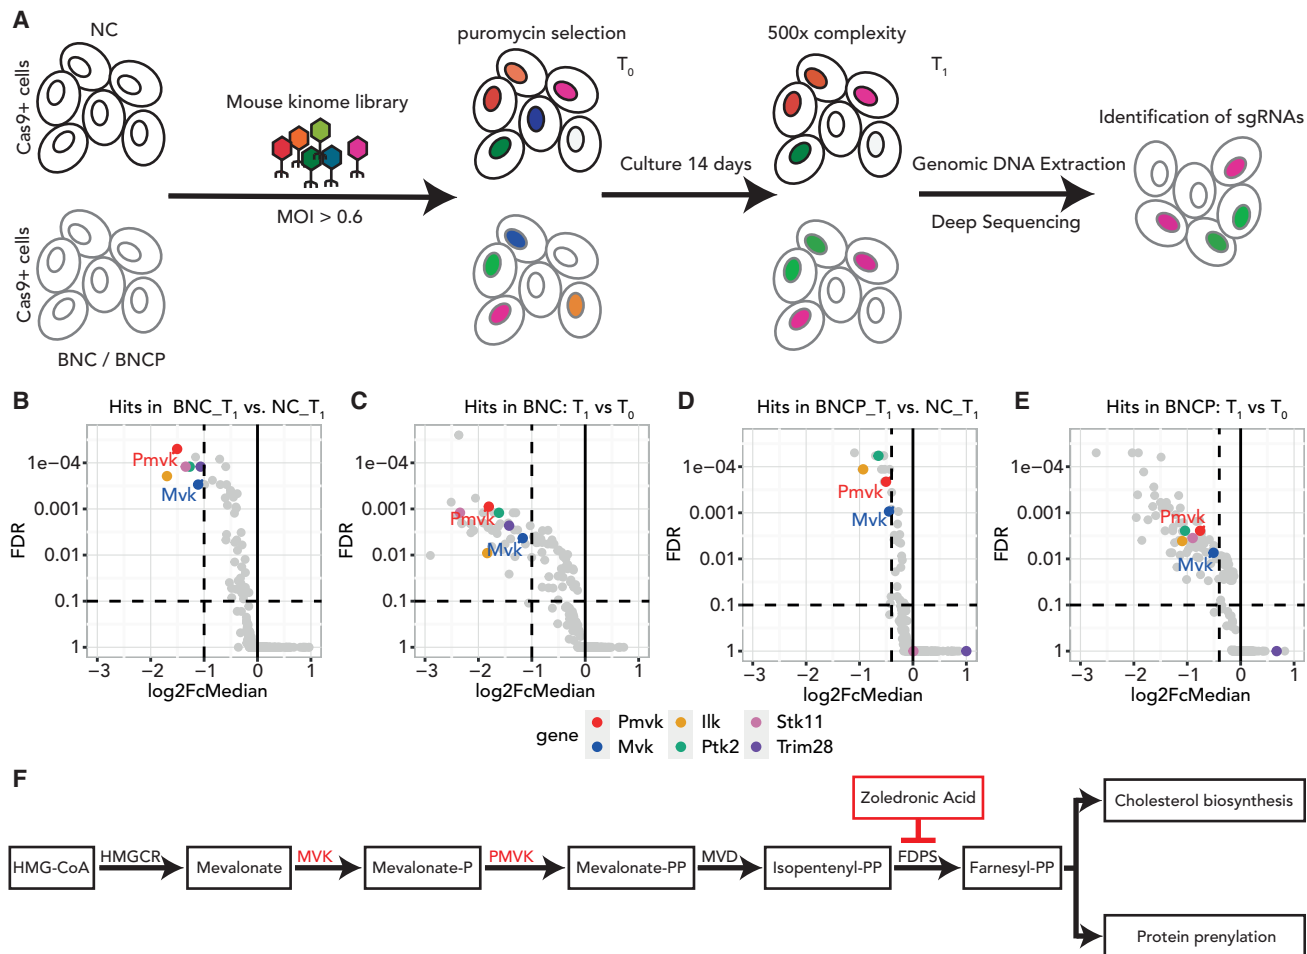 A
NC
Cas9+ cells
Cas9+ cells
BNC / BNCP
Mouse kinome library
MOI > 0.6
puromycin selection
T0
Culture 14 days
500x complexity
T1
Genomic DNA Extraction
Deep Sequencing
Identification of sgRNAs
B
Hits in BNC_T1 vs. NC_T1
FDR
1e−04
0.001
0.01
0.1
1
Pmvk
Mvk
−3 −2 −1 0 1
log2FcMedian
C
Hits in BNC: T1 vs T0
FDR
1e−04
0.001
0.01
0.1
1
Pmvk
Mvk
−3 −2 −1 0 1
log2FcMedian
D
Hits in BNCP_T1 vs. NC_T1
FDR
1e−04
0.001
0.01
0.1
1
Pmvk
Mvk
−3 −2 −1 0 1
log2FcMedian
E
Hits in BNCP: T1 vs T0
FDR
1e−04
0.001
0.01
0.1
1
Pmvk
Mvk
−3 −2 −1 0 1
log2FcMedian
gene
Pmvk Ilk Stk11
Mvk Ptk2 Trim28
F
Zoledronic Acid
HMG-CoA
HMGCR
Mevalonate
MVK
Mevalonate-P
PMVK
Mevalonate-PP
MVD
Isopentenyl-PP
FDPS
Farnesyl-PP
Cholesterol biosynthesis
Protein prenylation